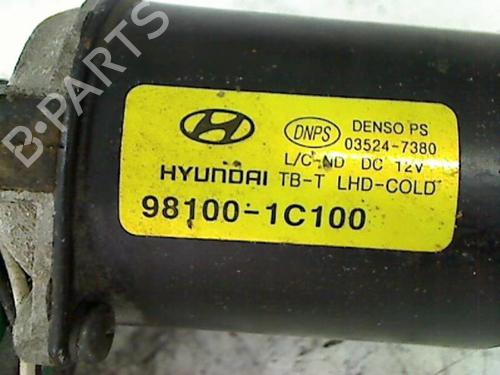 B-PARTS
DNPS
DENSO PS
03524-7380
L/C-ND DC 12V
HYUNDAI TB-T LHD-COLD
98100-1C100